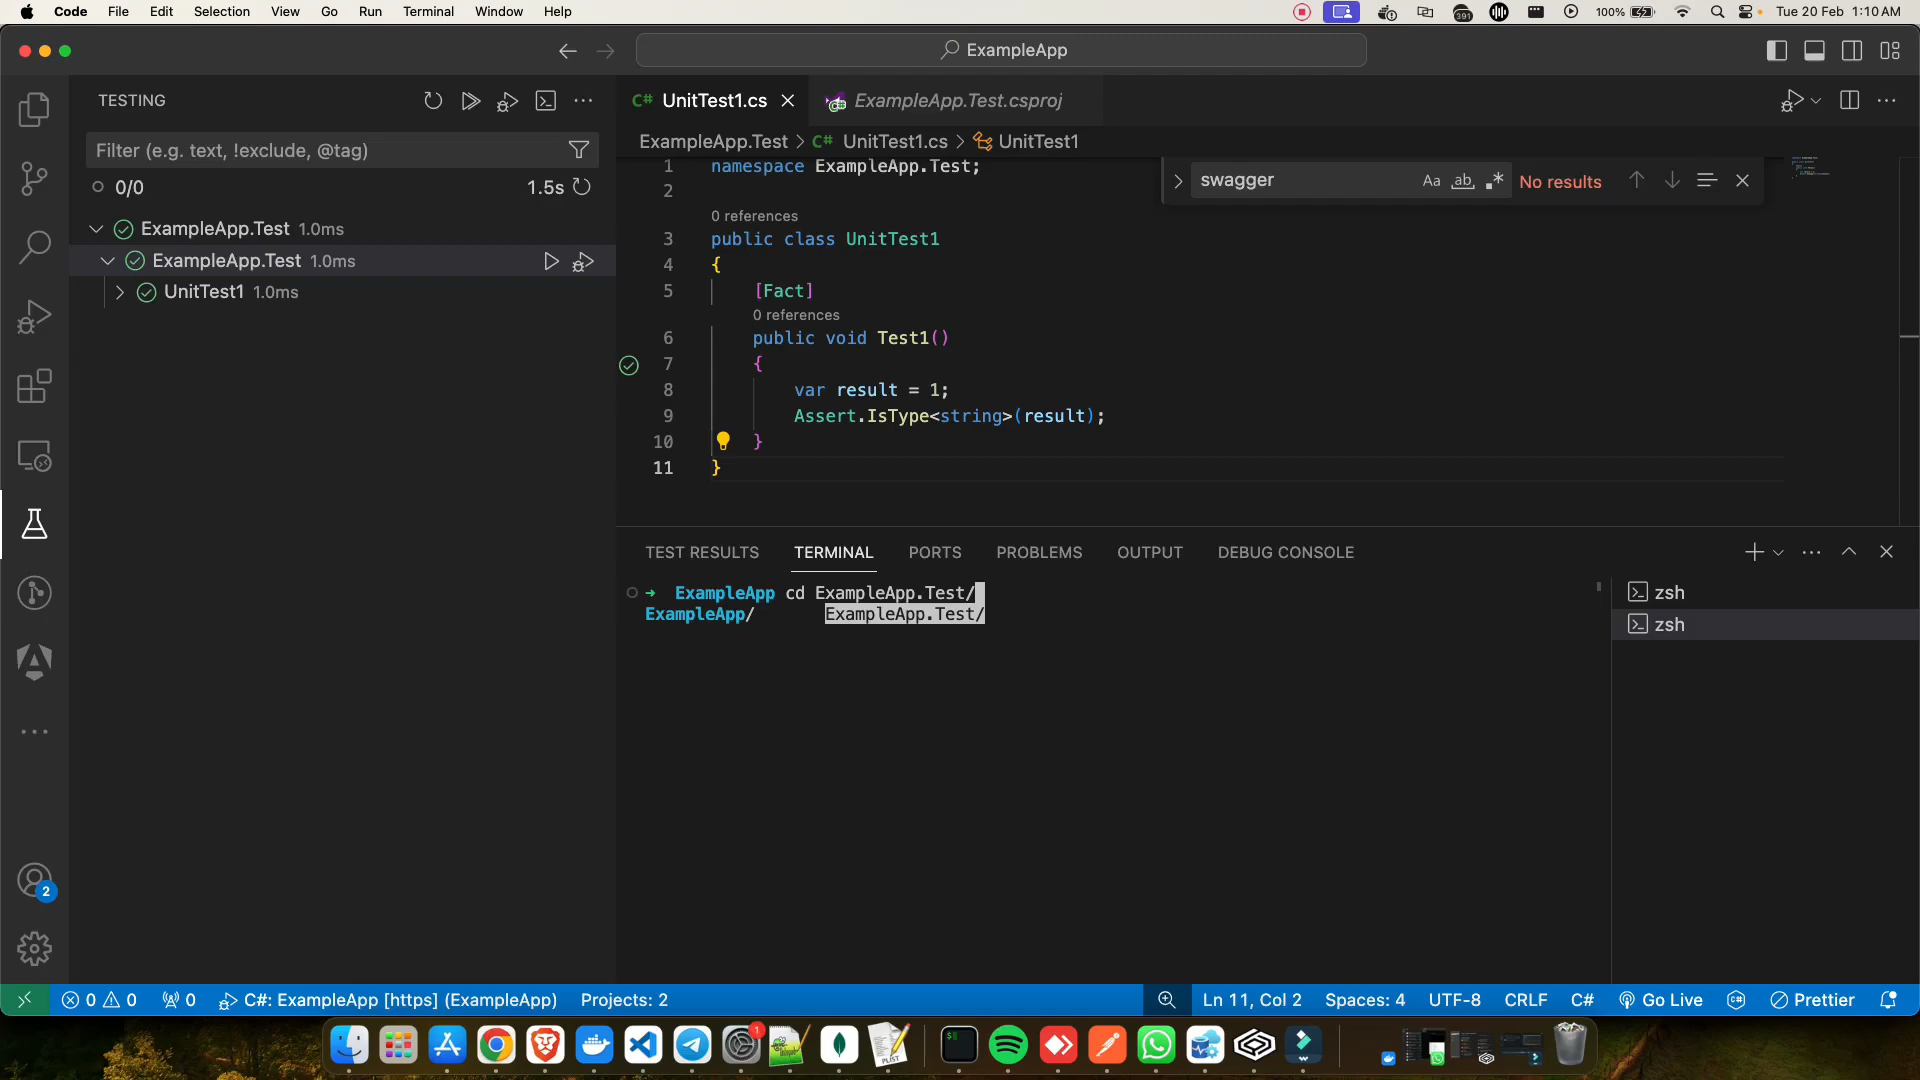 Code File Edit Selection View Go Run Terminal Window Help
391 100% Tue 20 Feb 1:10 AM
ExampleApp
TESTING
UnitTest1.cs
ExampleApp.Test.csproj
Filter (e.g. text, !exclude, @tag)
ExampleApp.Test > C# UnitTest1.cs > UnitTest1
0/0
1.5s
ExampleApp.Test 1.0ms
ExampleApp.Test 1.0ms
UnitTest1 1.0ms
swagger
Aa ab .* No results
1 namespace ExampleApp.Test;
2
0 references
3 public class UnitTest1
4 {
5 [Fact]
0 references
6 public void Test1()
7 {
8 var result = 1;
9 Assert.IsType<string>(result);
10 }
11 }
TEST RESULTS TERMINAL PORTS PROBLEMS OUTPUT DEBUG CONSOLE
➜ ExampleApp cd ExampleApp.Test/
ExampleApp/ ExampleApp.Test/
zsh
zsh
2
0 0 0 C#: ExampleApp [https] (ExampleApp) Projects: 2
Ln 11, Col 2 Spaces: 4 UTF-8 CRLF C# Go Live Prettier
1
PLIST